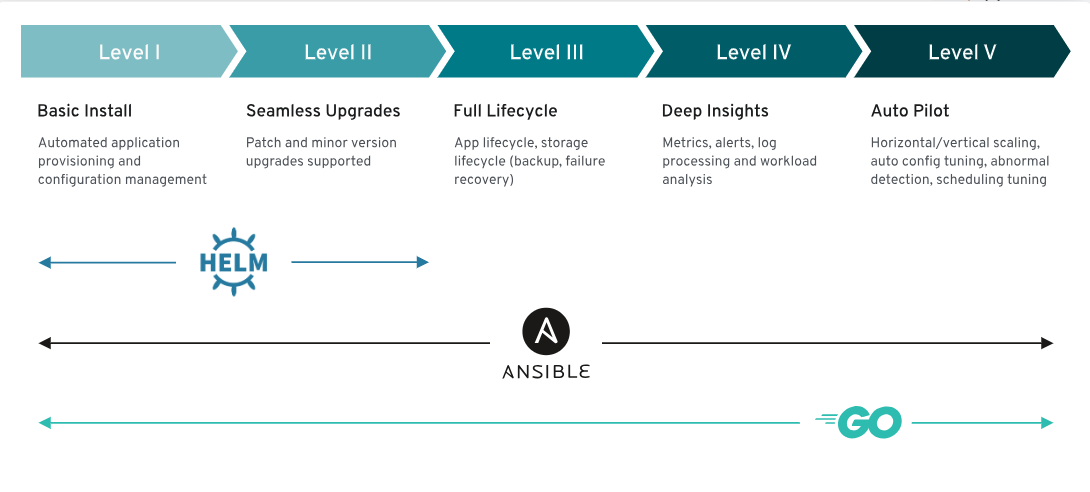 Level I
Level II
Level III
Level IV
Level V
Basic Install
Automated application
provisioning and
configuration management
Seamless Upgrades
Patch and minor version
upgrades supported
Full Lifecycle
App lifecycle, storage
lifecycle (backup, failure
recovery)
Deep Insights
Metrics, alerts, log
processing and workload
analysis
Auto Pilot
Horizontal/vertical scaling,
auto config tuning, abnormal
detection, scheduling tuning
HELM
A
ANSIBLE
GO